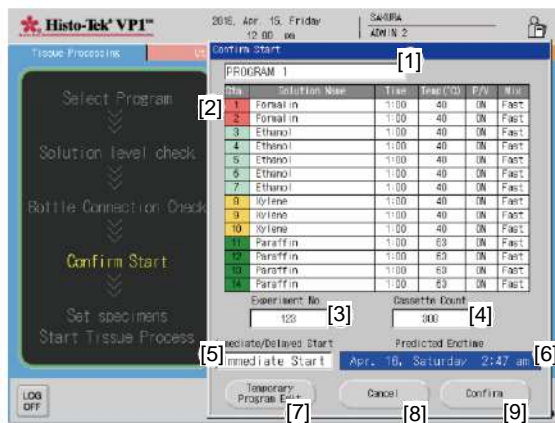 Histo-Tek® VP1™
2016, Apr. 15, Friday
12:00 pm
SAKURA
ADMIN 2
Tissue Processing
Ut
Confirm Start
PROGRAM 1
[1]
[2]
Sta. Solution Name Time Temp(°C) P/V Mix
1 Formalin 1:00 40 ON Fast
2 Formalin 1:00 40 ON Fast
3 Ethanol 1:00 40 ON Fast
4 Ethanol 1:00 40 ON Fast
5 Ethanol 1:00 40 ON Fast
6 Ethanol 1:00 40 ON Fast
7 Ethanol 1:00 40 ON Fast
8 Xylene 1:00 40 ON Fast
9 Xylene 1:00 40 ON Fast
10 Xylene 1:00 40 ON Fast
11 Paraffin 1:00 63 ON Fast
12 Paraffin 1:00 63 ON Fast
13 Paraffin 1:00 63 ON Fast
14 Paraffin 1:00 63 ON Fast
Select Program
Solution level check
Bottle Connection Check
Confirm Start
Set specimens
Start Tissue Process
Experiment No. Cassette Count
123 [3] 300 [4]
mediate/Delayed Start Predicted Endtime
[5] Immediate Start Apr. 16, Saturday 2:47 am [6]
LOG
OFF
Temporary
Program Edit
Cancel
Confirm
[7] [8] [9]